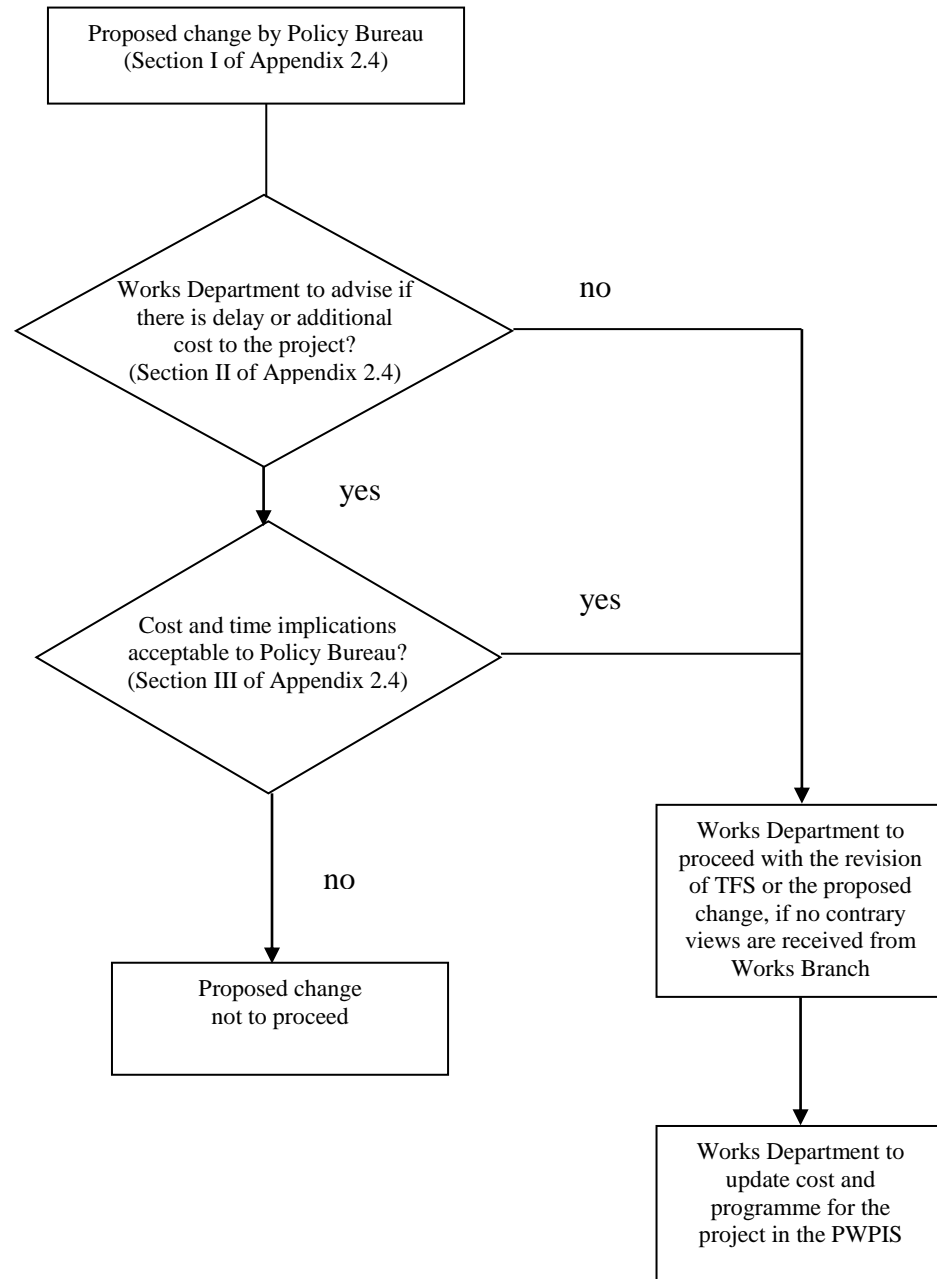 Proposed change by Policy Bureau
(Section I of Appendix 2.4)
Works Department to advise if
there is delay or additional
cost to the project?
(Section II of Appendix 2.4)
no
yes
Cost and time implications
acceptable to Policy Bureau?
(Section III of Appendix 2.4)
yes
no
Proposed change
not to proceed
Works Department to
proceed with the revision
of TFS or the proposed
change, if no contrary
views are received from
Works Branch
Works Department to
update cost and
programme for the
project in the PWPIS